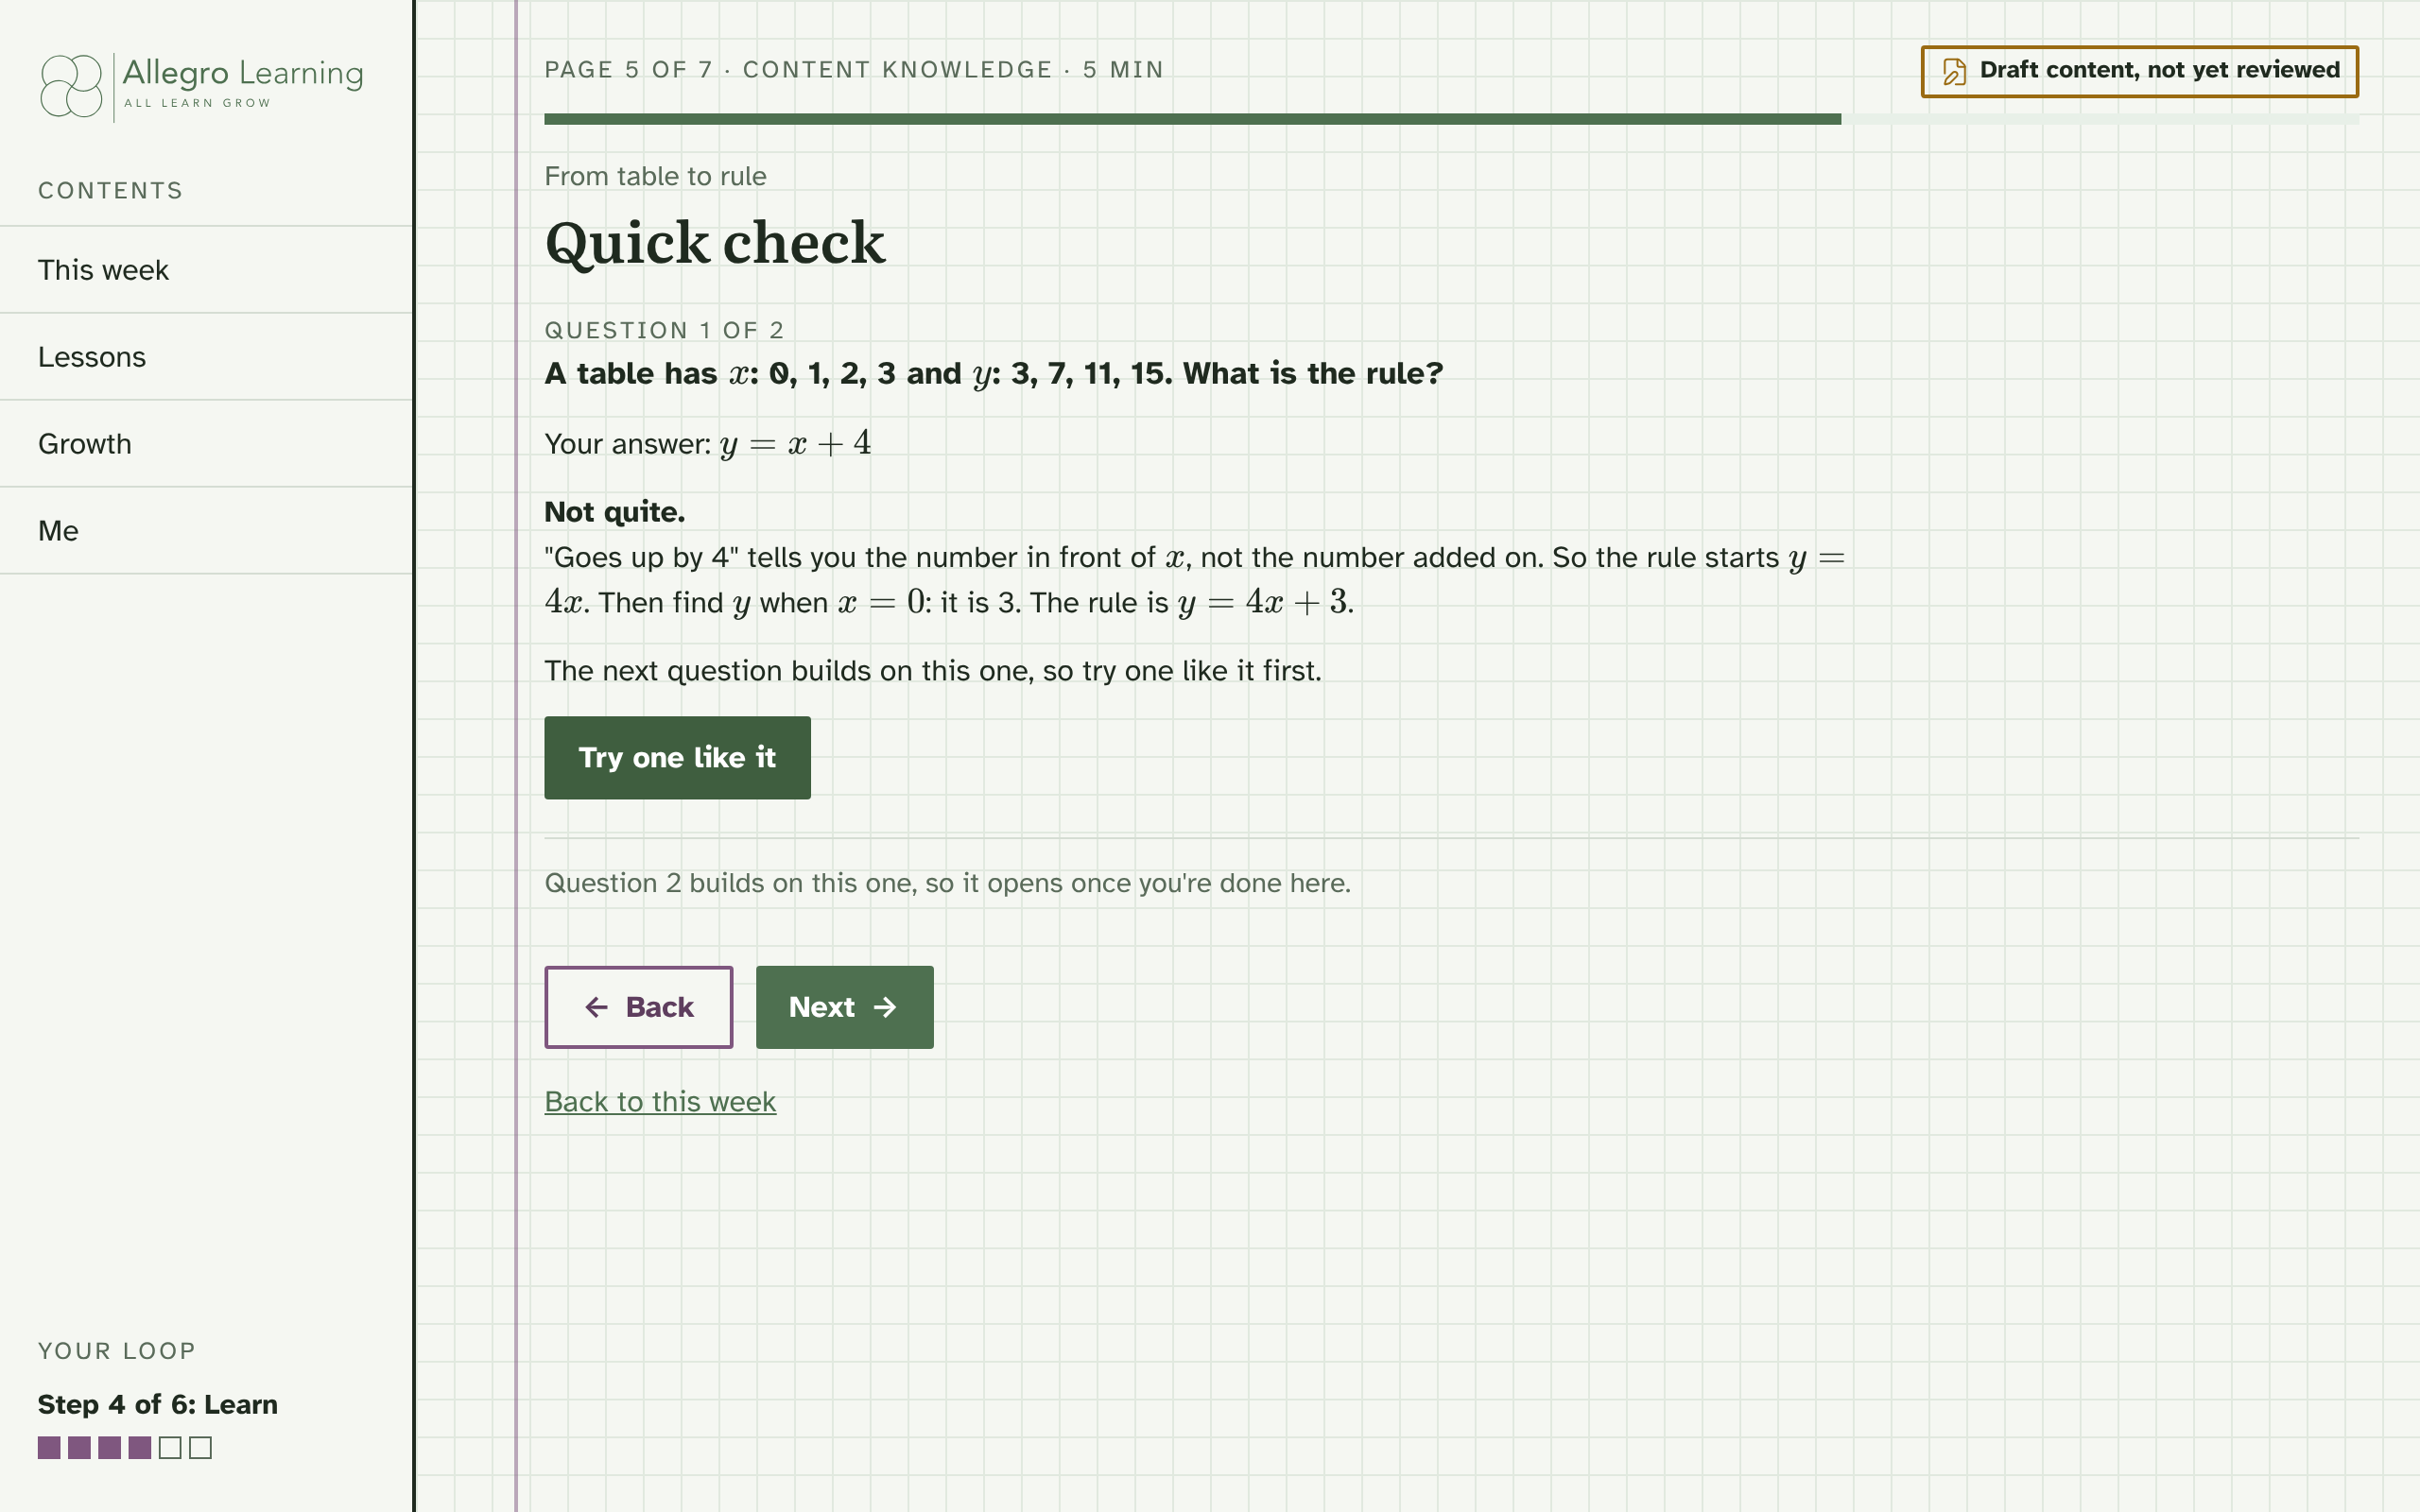 Allegro Learning
ALL LEARN GROW
CONTENTS
This week
Lessons
Growth
Me
YOUR LOOP
Step 4 of 6: Learn
PAGE 5 OF 7 · CONTENT KNOWLEDGE · 5 MIN
Draft content, not yet reviewed
From table to rule
Quick check
QUESTION 1 OF 2
A table has x: 0, 1, 2, 3 and y: 3, 7, 11, 15. What is the rule?
Your answer: y = x + 4
Not quite.
"Goes up by 4" tells you the number in front of x, not the number added on. So the rule starts y =
4x. Then find y when x = 0: it is 3. The rule is y = 4x + 3.
The next question builds on this one, so try one like it first.
Try one like it
Question 2 builds on this one, so it opens once you're done here.
← Back
Next →
Back to this week